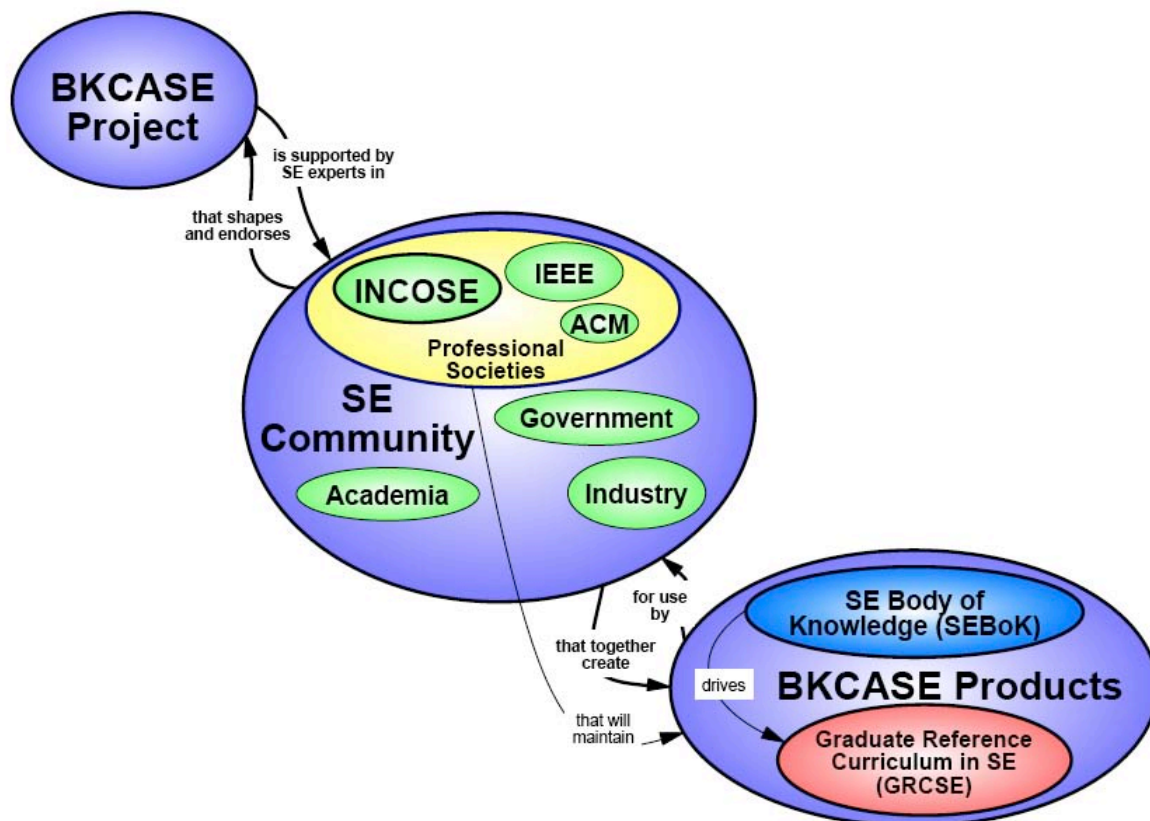 BKCASE
Project
is supported by
SE experts in
that shapes
and endorses
INCOSE
IEEE
ACM
Professional
Societies
SE
Community
Government
Academia
Industry
for use
by
that together
create
that will
maintain
SE Body of
Knowledge (SEBoK)
drives
BKCASE Products
Graduate Reference
Curriculum in SE
(GRCSE)